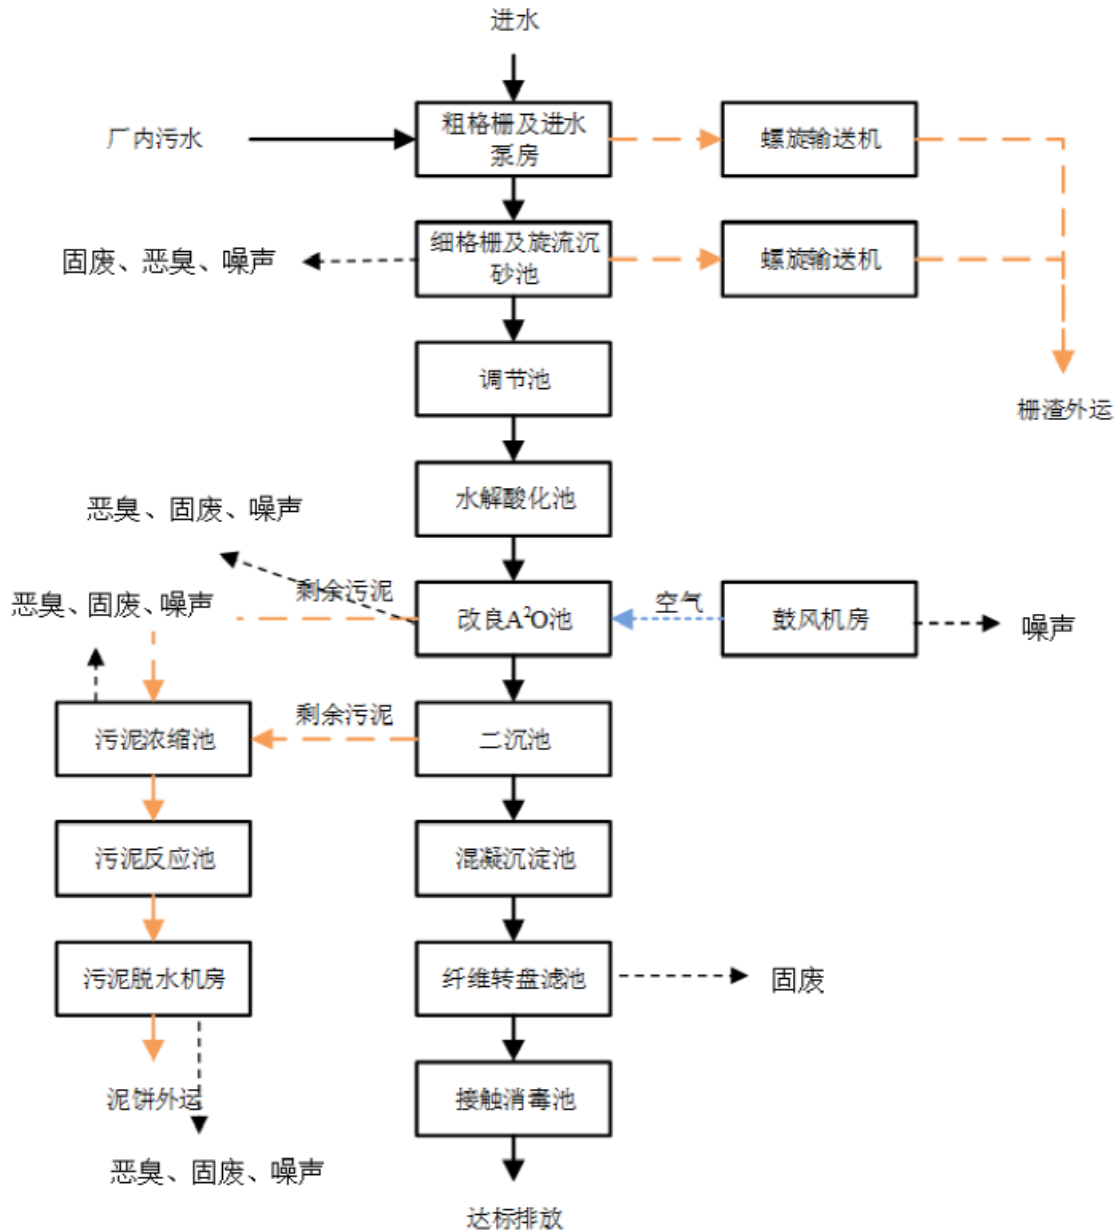 进水
厂内污水
粗格栅及进水
泵房
螺旋输送机
固废、恶臭、噪声
细格栅及旋流沉
砂池
螺旋输送机
调节池
栅渣外运
水解酸化池
恶臭、固废、噪声
恶臭、固废、噪声
剩余污泥
改良A²O池
空气
鼓风机房
噪声
污泥浓缩池
剩余污泥
二沉池
污泥反应池
混凝沉淀池
污泥脱水机房
纤维转盘滤池
固废
泥饼外运
接触消毒池
恶臭、固废、噪声
达标排放